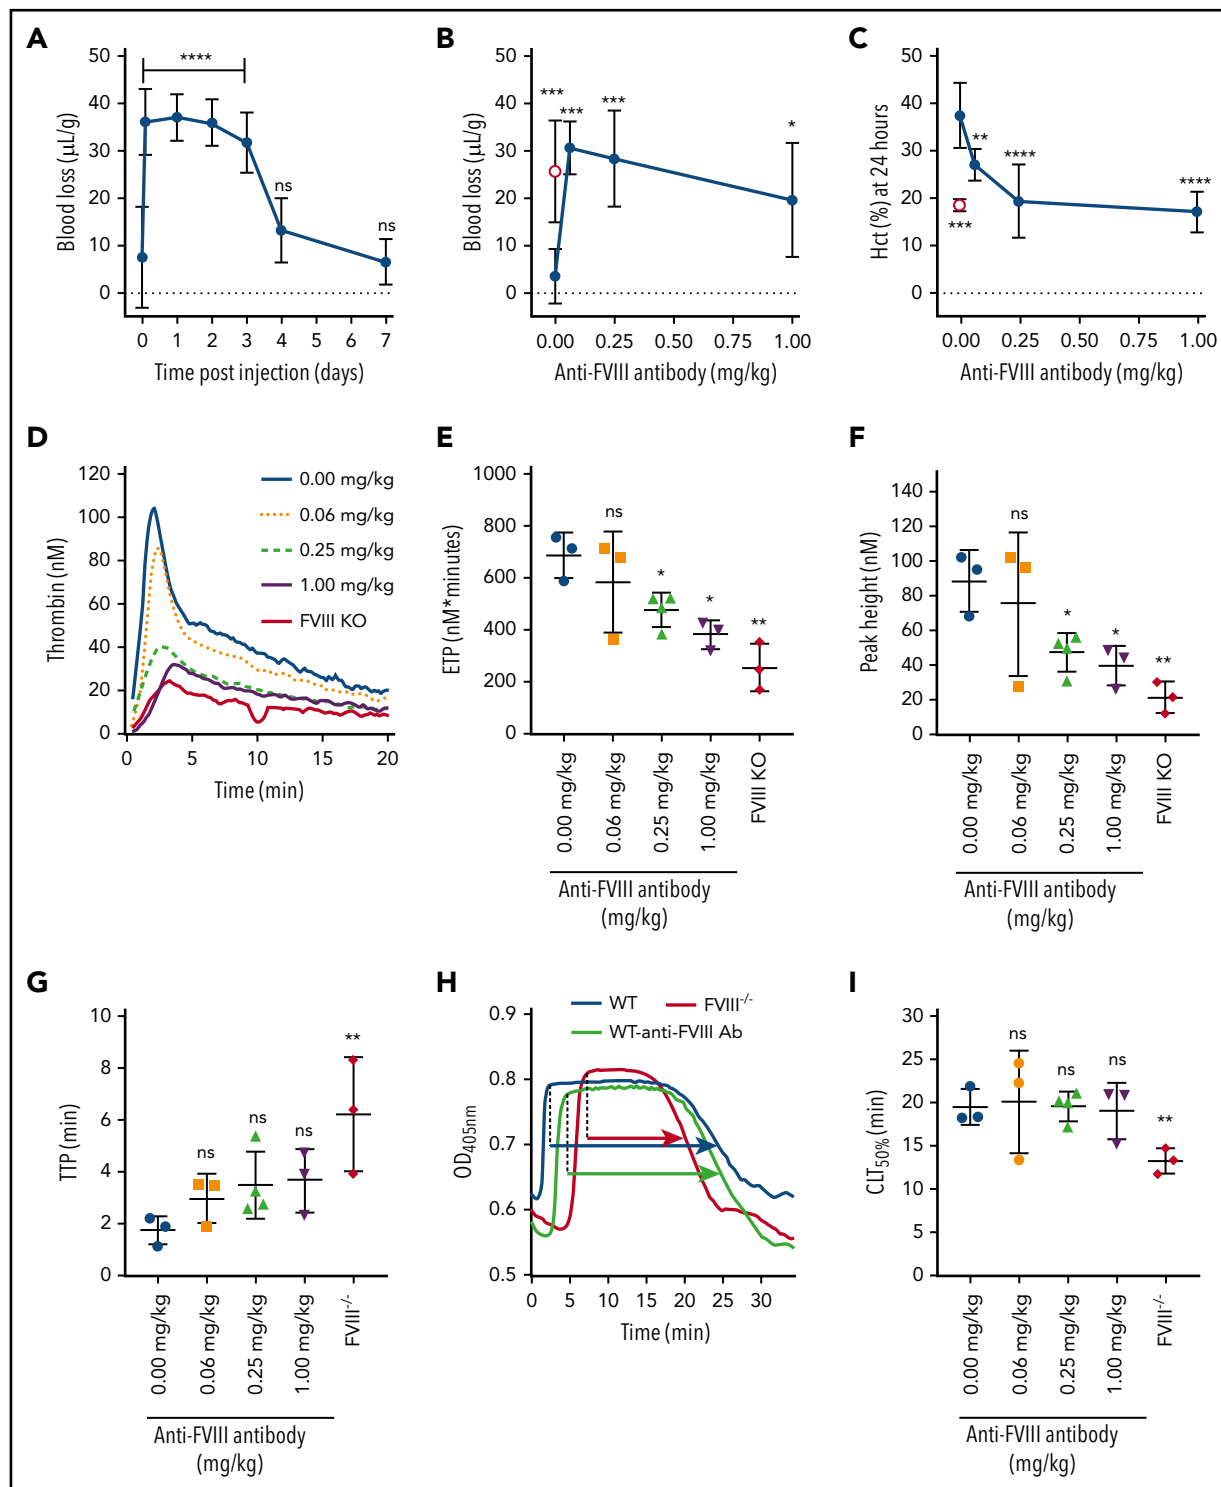 A
****
ns
ns
Blood loss (µL/g)
50
40
30
20
10
0
0 1 2 3 4 5 6 7
Time post injection (days)
B
***
***
***
*
Blood loss (µL/g)
50
40
30
20
10
0
0.00 0.25 0.50 0.75 1.00
Anti-FVIII antibody (mg/kg)
C
**
****
****
***
Hct (%) at 24 hours
50
40
30
20
10
0
0.00 0.25 0.50 0.75 1.00
Anti-FVIII antibody (mg/kg)
D
0.00 mg/kg
0.06 mg/kg
0.25 mg/kg
1.00 mg/kg
FVIII KO
Thrombin (nM)
120
100
80
60
40
20
0
0 5 10 15 20
Time (min)
E
ns
*
*
**
ETP (nM*minutes)
1000
800
600
400
200
0
0.00 mg/kg
0.06 mg/kg
0.25 mg/kg
1.00 mg/kg
FVIII KO
Anti-FVIII antibody
(mg/kg)
F
ns
*
*
**
Peak height (nM)
140
120
100
80
60
40
20
0
0.00 mg/kg
0.06 mg/kg
0.25 mg/kg
1.00 mg/kg
FVIII KO
Anti-FVIII antibody
(mg/kg)
G
ns
ns
ns
**
TTP (min)
10
8
6
4
2
0
0.00 mg/kg
0.06 mg/kg
0.25 mg/kg
1.00 mg/kg
FVIII-/-
Anti-FVIII antibody
(mg/kg)
H
WT FVIII-/-
WT-anti-FVIII Ab
OD405nm
0.9
0.8
0.7
0.6
0.5
0 5 10 15 20 25 30
Time (min)
I
ns
ns
ns
**
CLT50% (min)
30
25
20
15
10
5
0
0.00 mg/kg
0.06 mg/kg
0.25 mg/kg
1.00 mg/kg
FVIII-/-
Anti-FVIII antibody
(mg/kg)